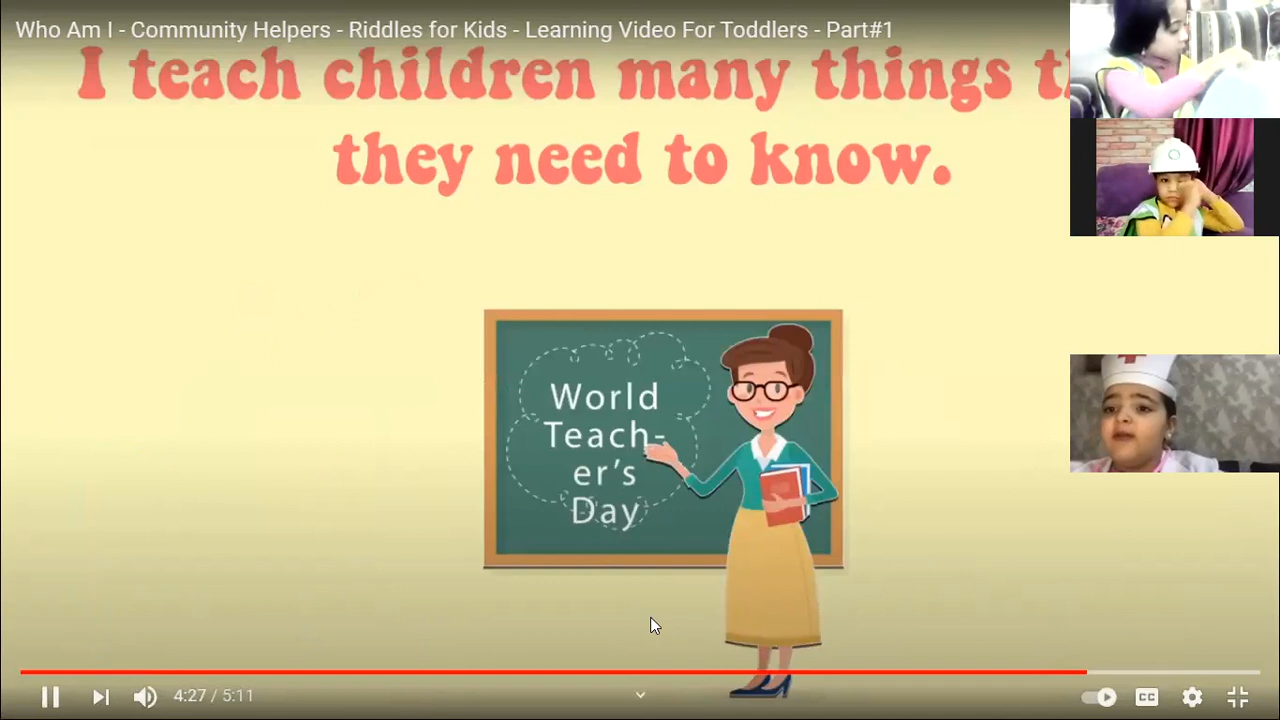 Who Am I - Community Helpers - Riddles for Kids - Learning Video For Toddlers - Part#1
I teach children many things
they need to know.
World
Teach-
er's
Day
4:27 / 5:11
CC